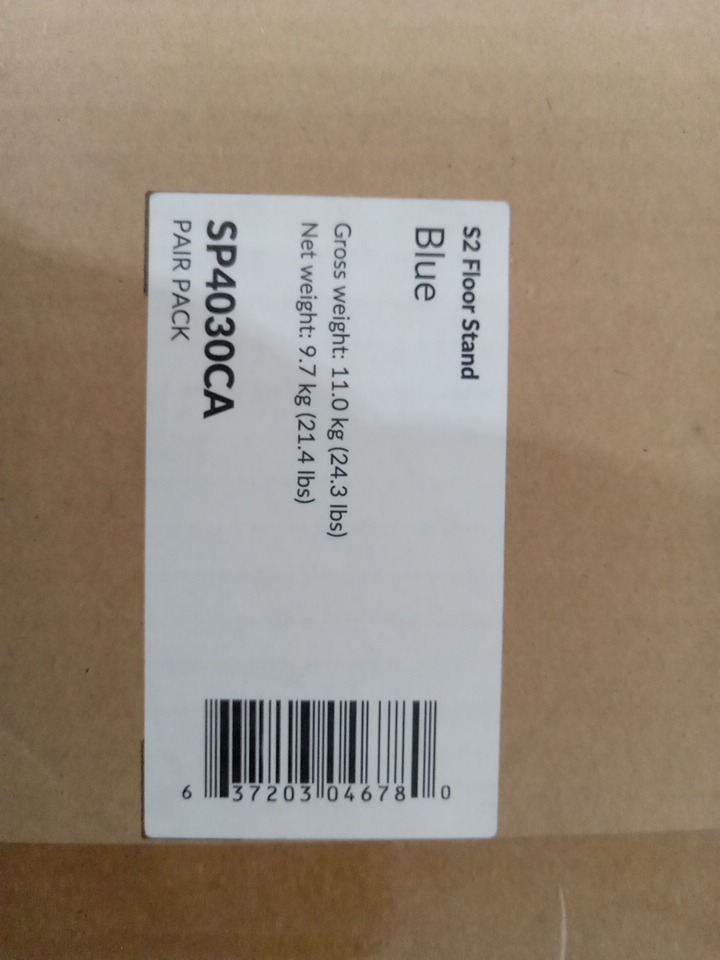 S2 Floor Stand
Blue
Gross weight: 11.0 kg (24.3 lbs)
Net weight: 9.7 kg (21.4 lbs)
SP4030CA
PAIR PACK
6 37203 04678 0